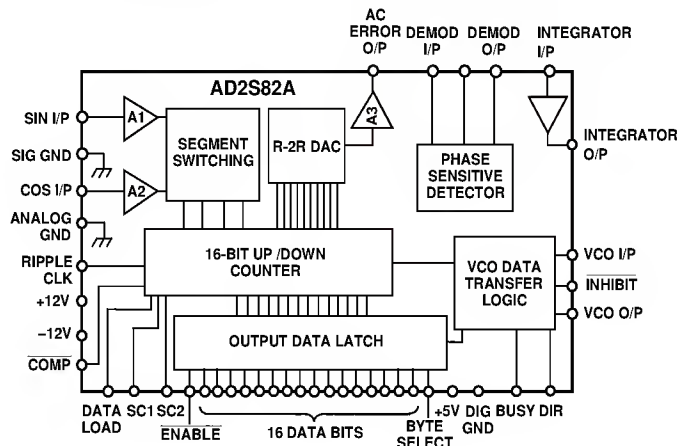 AC
ERROR
O/P
DEMOD
I/P
DEMOD
O/P
INTEGRATOR
I/P
AD2S82A
SIN I/P
A1
SEGMENT
SWITCHING
R-2R DAC
A3
INTEGRATOR
O/P
SIG GND
PHASE
SENSITIVE
DETECTOR
COS I/P
A2
ANALOG
GND
RIPPLE
CLK
16-BIT UP /DOWN
COUNTER
VCO DATA
TRANSFER
LOGIC
VCO I/P
INHIBIT
VCO O/P
+12V
–12V
COMP
OUTPUT DATA LATCH
DATA
LOAD
SC1
SC2
ENABLE
16 DATA BITS
BYTE
SELECT
+5V
DIG
GND
BUSY
DIR